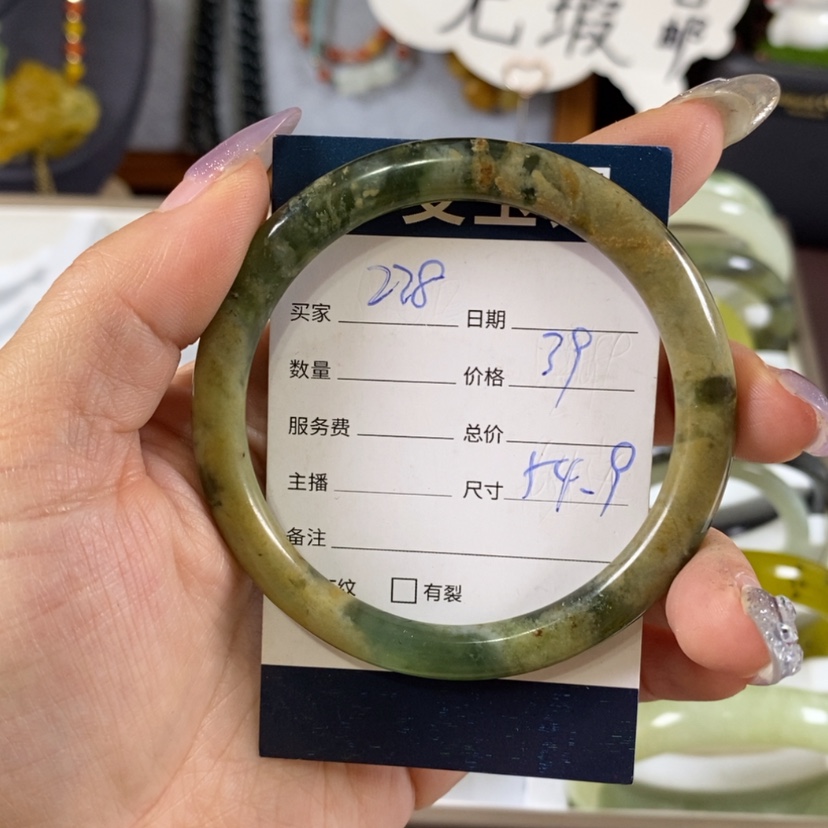 无瑕
邮
买家 228 日期
数量 价格 39
服务费 总价
主播 尺寸 54-9
备注
纹 有裂